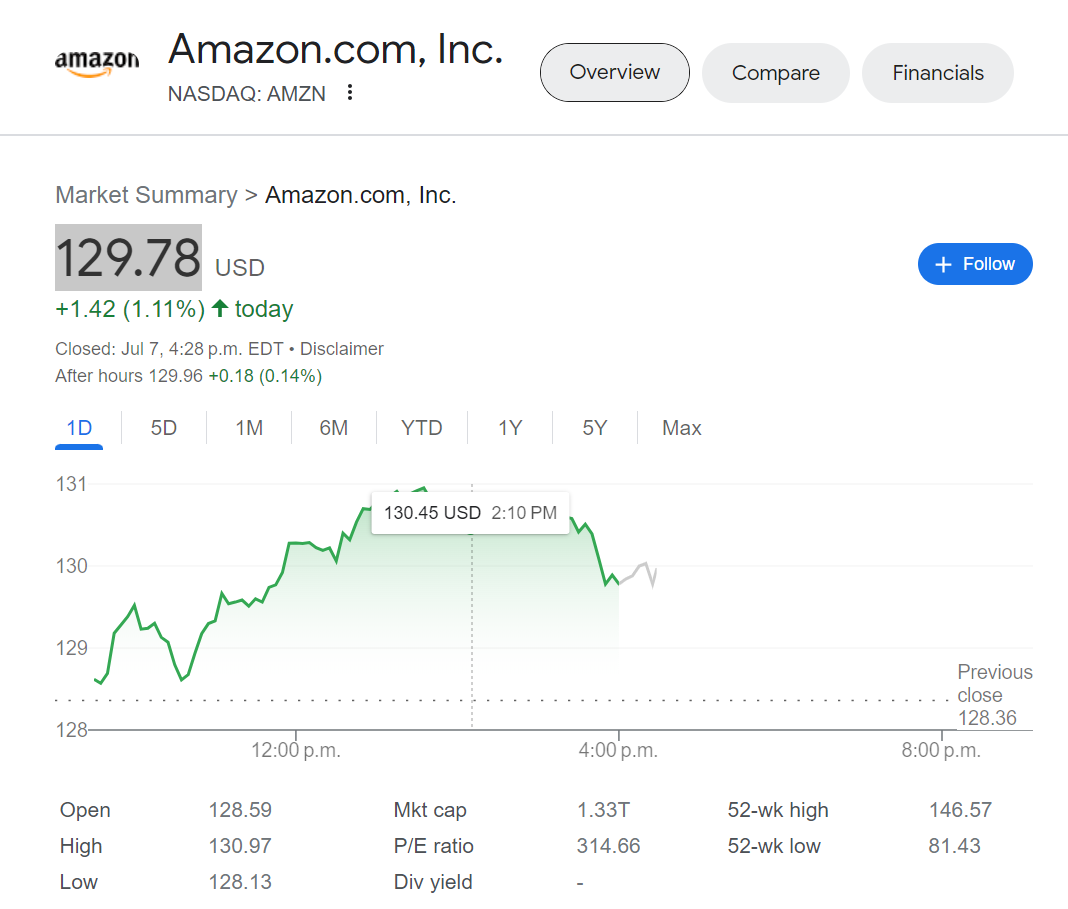 amazon
Amazon.com, Inc.
NASDAQ: AMZN
Overview
Compare
Financials
Market Summary > Amazon.com, Inc.
129.78 USD
+ Follow
+1.42 (1.11%) ↑ today
Closed: Jul 7, 4:28 p.m. EDT • Disclaimer
After hours 129.96 +0.18 (0.14%)
1D 5D 1M 6M YTD 1Y 5Y Max
131
130.45 USD 2:10 PM
130
129
Previous
close
128.36
128
12:00 p.m. 4:00 p.m. 8:00 p.m.
Open 128.59 Mkt cap 1.33T 52-wk high 146.57
High 130.97 P/E ratio 314.66 52-wk low 81.43
Low 128.13 Div yield -